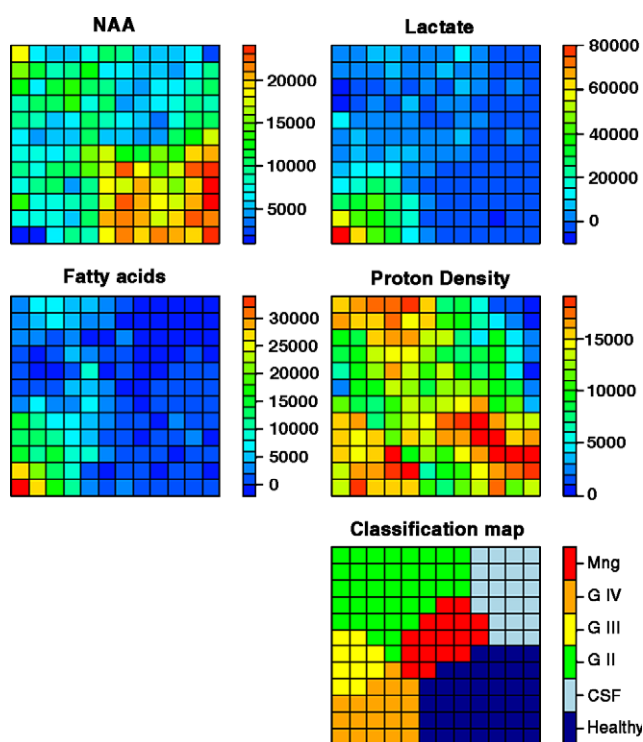 NAA
20000
15000
10000
5000
Lactate
80000
60000
40000
20000
0
Fatty acids
30000
25000
20000
15000
10000
5000
0
Proton Density
15000
10000
5000
0
Classification map
Mng
G IV
G III
G II
CSF
Healthy